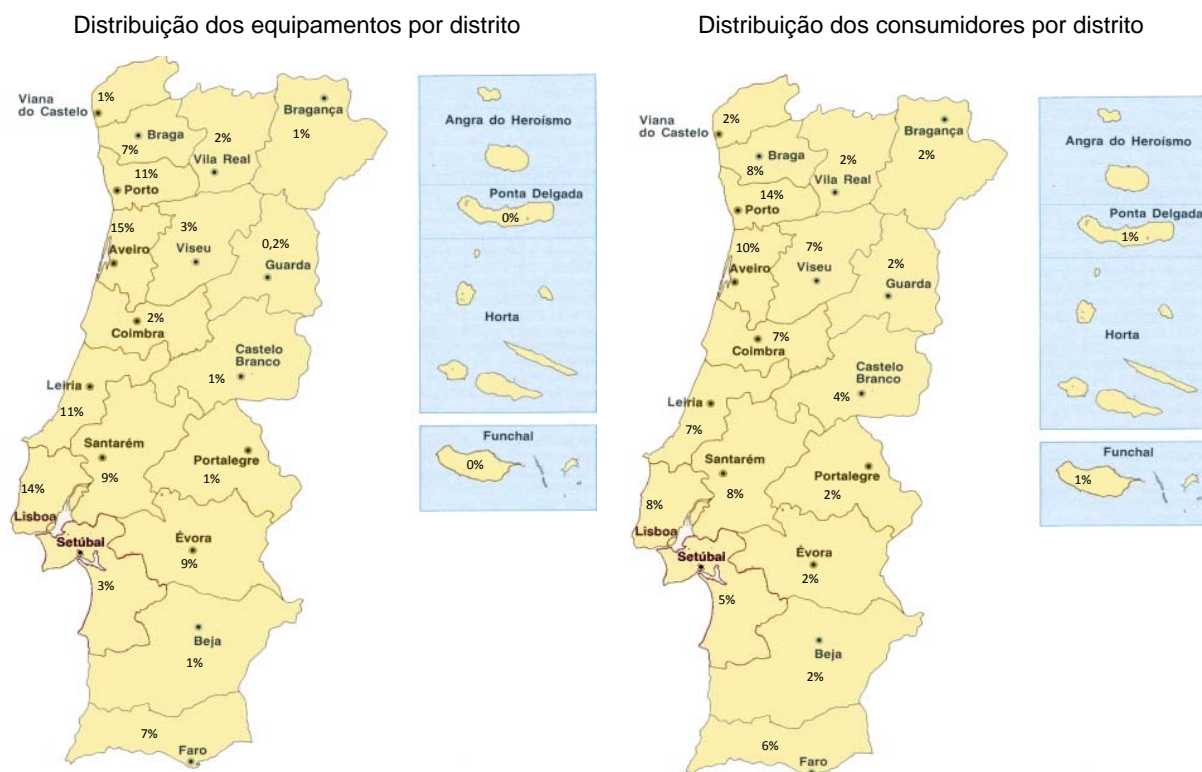 Distribuição dos equipamentos por distrito
Viana
do Castelo
1%
Bragança
1%
Braga
7%
2%
Vila Real
11%
Porto
15%
Aveiro
3%
Viseu
0,2%
Guarda
2%
Coimbra
Castelo
Branco
1%
Leiria
11%
Santarém
9%
Portalegre
1%
14%
Lisboa
Setúbal
3%
Évora
9%
Beja
1%
7%
Faro
Angra do Heroísmo
Ponta Delgada
0%
Horta
Funchal
0%
Distribuição dos consumidores por distrito
Viana
do Castelo
2%
Bragança
2%
Braga
8%
2%
Vila Real
14%
Porto
10%
Aveiro
7%
Viseu
2%
Guarda
7%
Coimbra
Castelo
Branco
4%
Leiria
7%
Santarém
8%
Portalegre
2%
8%
Lisboa
Setúbal
5%
Évora
2%
Beja
2%
6%
Faro
Angra do Heroísmo
Ponta Delgada
1%
Horta
Funchal
1%